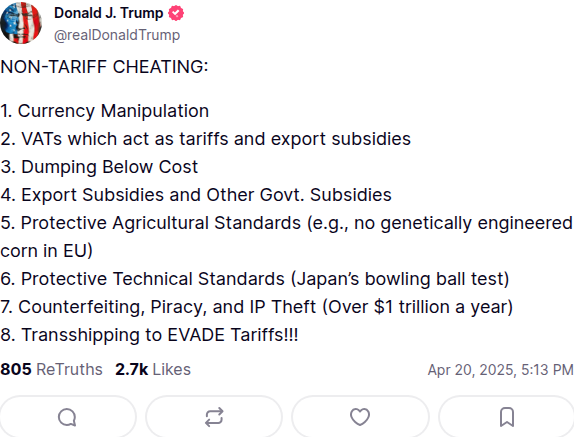 Donald J. Trump
@realDonaldTrump
NON-TARIFF CHEATING:
1. Currency Manipulation
2. VATs which act as tariffs and export subsidies
3. Dumping Below Cost
4. Export Subsidies and Other Govt. Subsidies
5. Protective Agricultural Standards (e.g., no genetically engineered
corn in EU)
6. Protective Technical Standards (Japan’s bowling ball test)
7. Counterfeiting, Piracy, and IP Theft (Over $1 trillion a year)
8. Transshipping to EVADE Tariffs!!!
805 ReTruths 2.7k Likes Apr 20, 2025, 5:13 PM